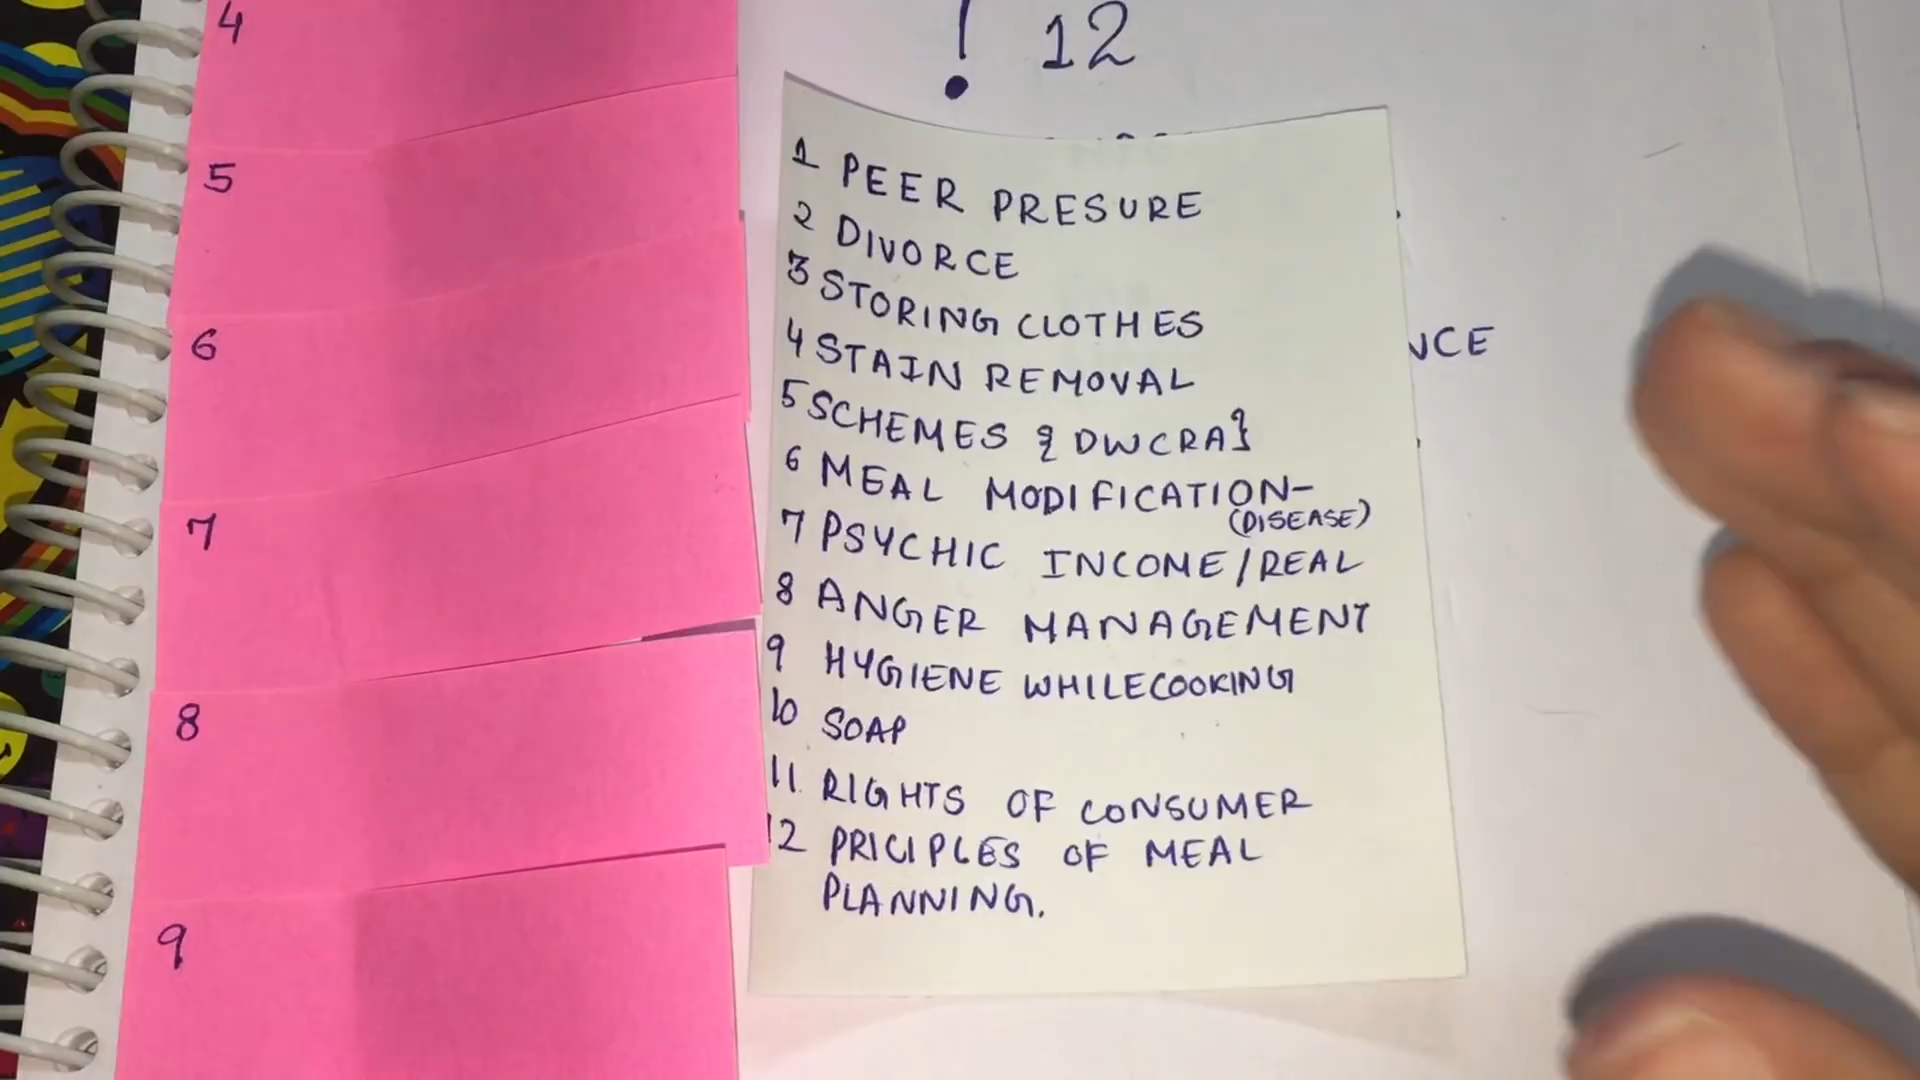 4
5
6
7
8
9
! 12
1 PEER PRESURE
2 DIVORCE
3 STORING CLOTHES
4 STAIN REMOVAL
5 SCHEMES {DWCRA}
6 MEAL MODIFICATION-
(DISEASE)
7 PSYCHIC INCOME/REAL
8 ANGER MANAGEMENT
9 HYGIENE WHILECOOKING
10 SOAP
11. RIGHTS OF CONSUMER
12 PRICIPLES OF MEAL
PLANNING.
NCE